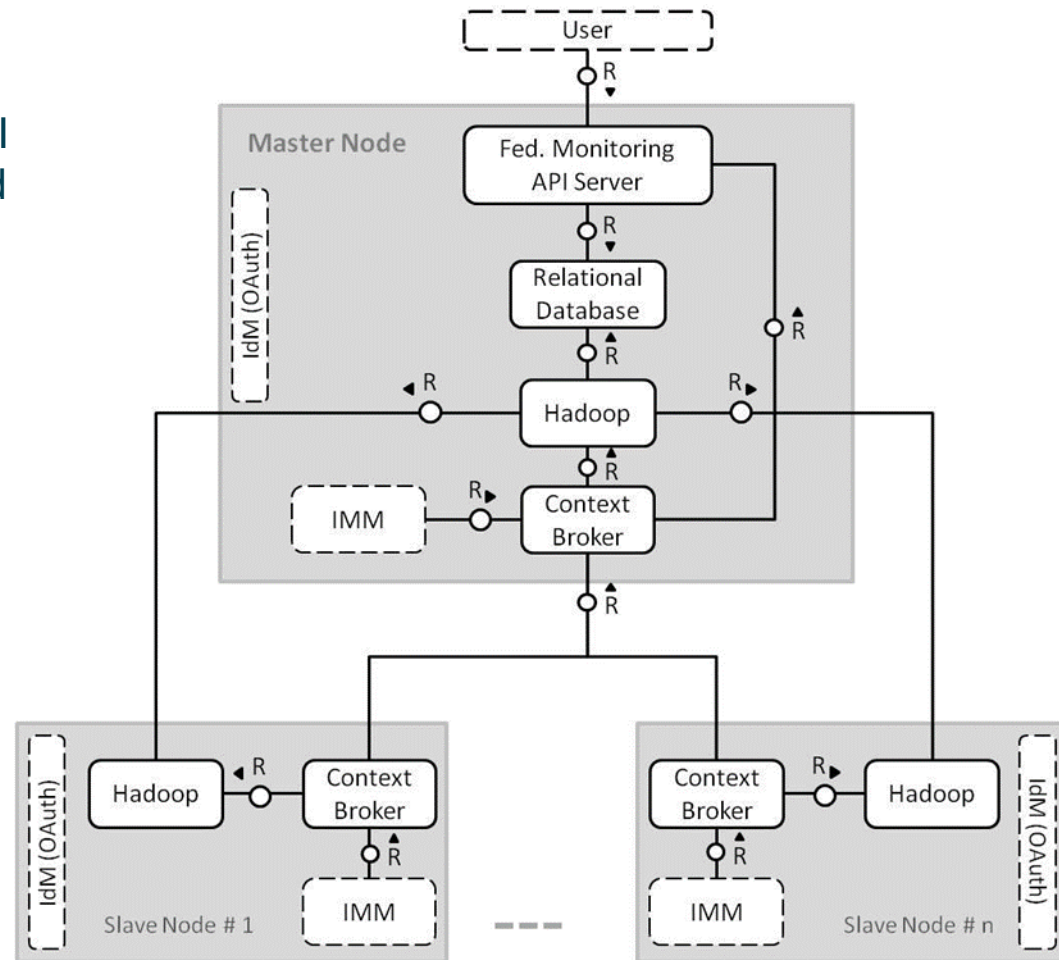 User
R
l
d
Master Node
Fed. Monitoring
API Server
IdM (OAuth)
R
Relational
Database
R
R
R
Hadoop
R
R
IMM
R
Context
Broker
R
Hadoop
R
Context
Broker
R
IMM
IdM (OAuth)
Slave Node # 1
Context
Broker
R
Hadoop
R
IMM
IdM (OAuth)
Slave Node # n